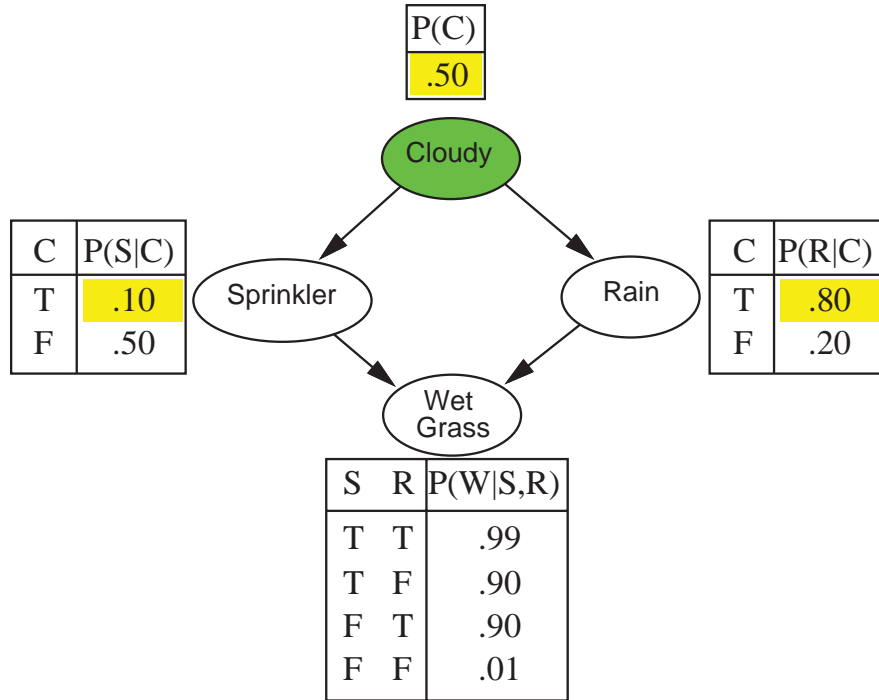 P(C)
.50
Cloudy
C P(S|C)
T .10
F .50
Sprinkler
Rain
C P(R|C)
T .80
F .20
Wet
Grass
S R P(W|S,R)
T T .99
T F .90
F T .90
F F .01